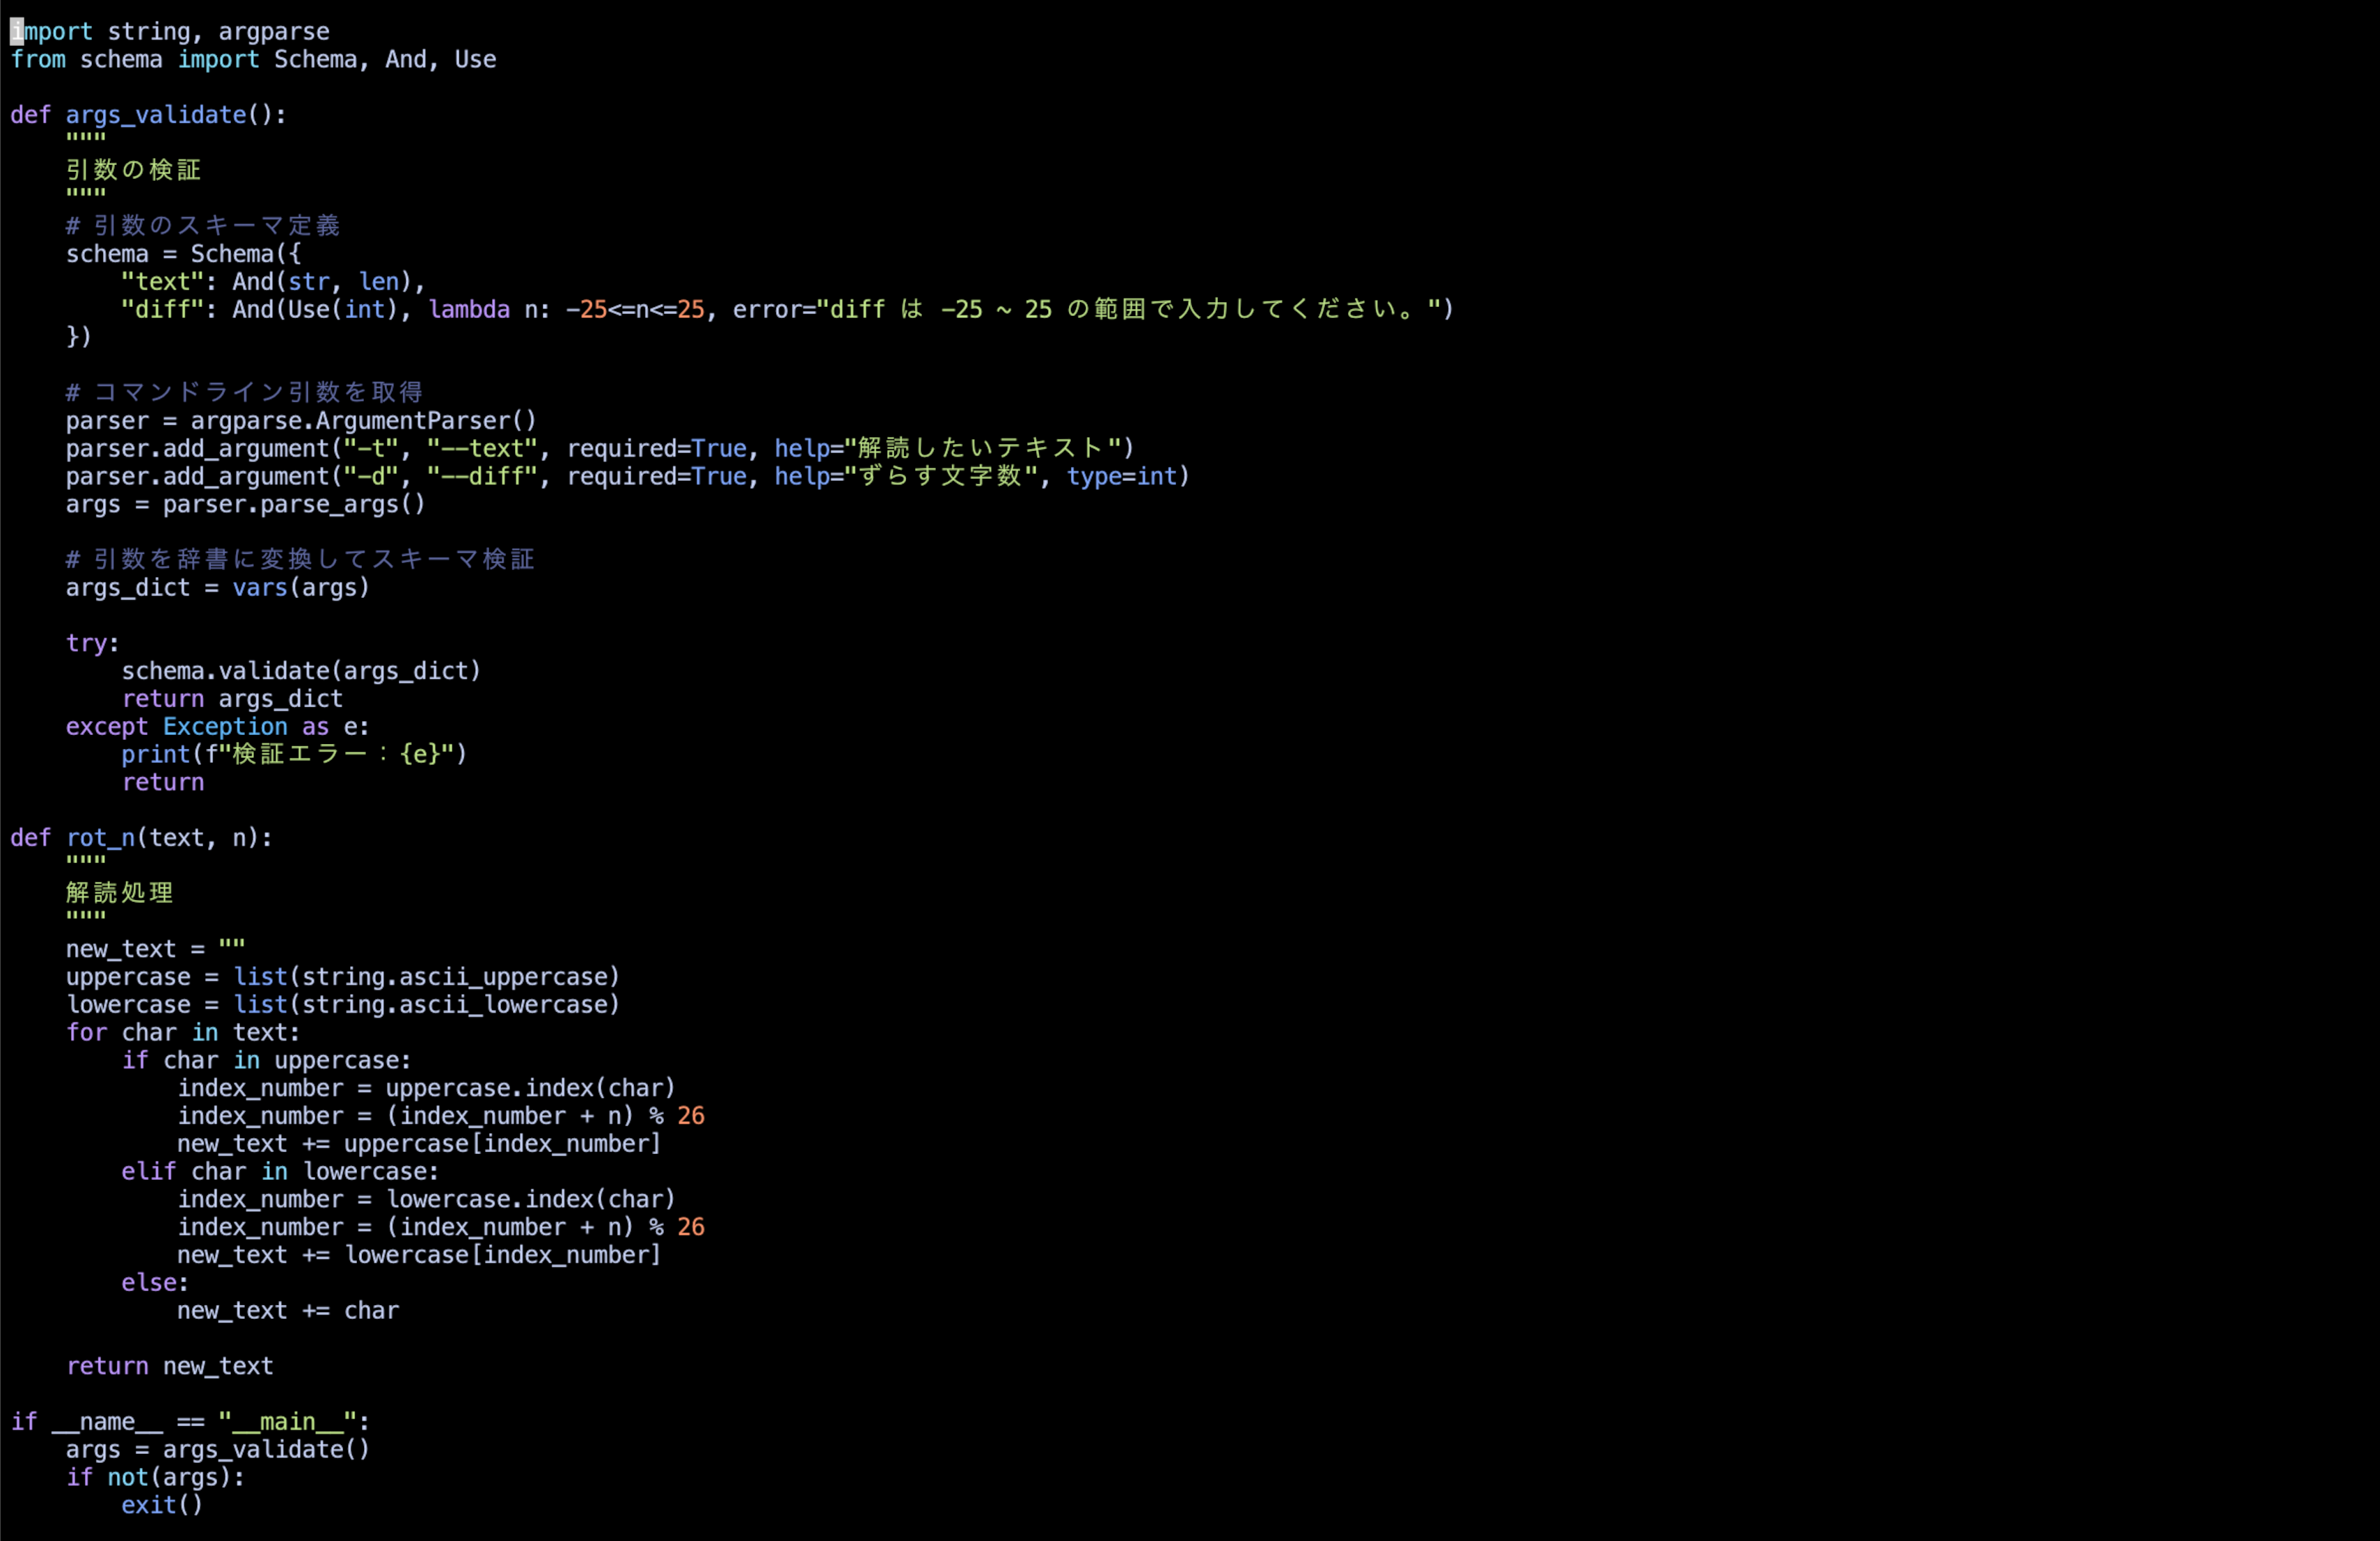 import string, argparse
from schema import Schema, And, Use

def args_validate():
    """
    引数の検証
    """
    # 引数のスキーマ定義
    schema = Schema({
        "text": And(str, len),
        "diff": And(Use(int), lambda n: -25<=n<=25, error="diff は -25 ~ 25 の範囲で入力してください。")
    })

    # コマンドライン引数を取得
    parser = argparse.ArgumentParser()
    parser.add_argument("-t", "--text", required=True, help="解読したいテキスト")
    parser.add_argument("-d", "--diff", required=True, help="ずらす文字数", type=int)
    args = parser.parse_args()

    # 引数を辞書に変換してスキーマ検証
    args_dict = vars(args)

    try:
        schema.validate(args_dict)
        return args_dict
    except Exception as e:
        print(f"検証エラー：{e}")
        return

def rot_n(text, n):
    """
    解読処理
    """
    new_text = ""
    uppercase = list(string.ascii_uppercase)
    lowercase = list(string.ascii_lowercase)
    for char in text:
        if char in uppercase:
            index_number = uppercase.index(char)
            index_number = (index_number + n) % 26
            new_text += uppercase[index_number]
        elif char in lowercase:
            index_number = lowercase.index(char)
            index_number = (index_number + n) % 26
            new_text += lowercase[index_number]
        else:
            new_text += char

    return new_text

if __name__ == "__main__":
    args = args_validate()
    if not(args):
        exit()